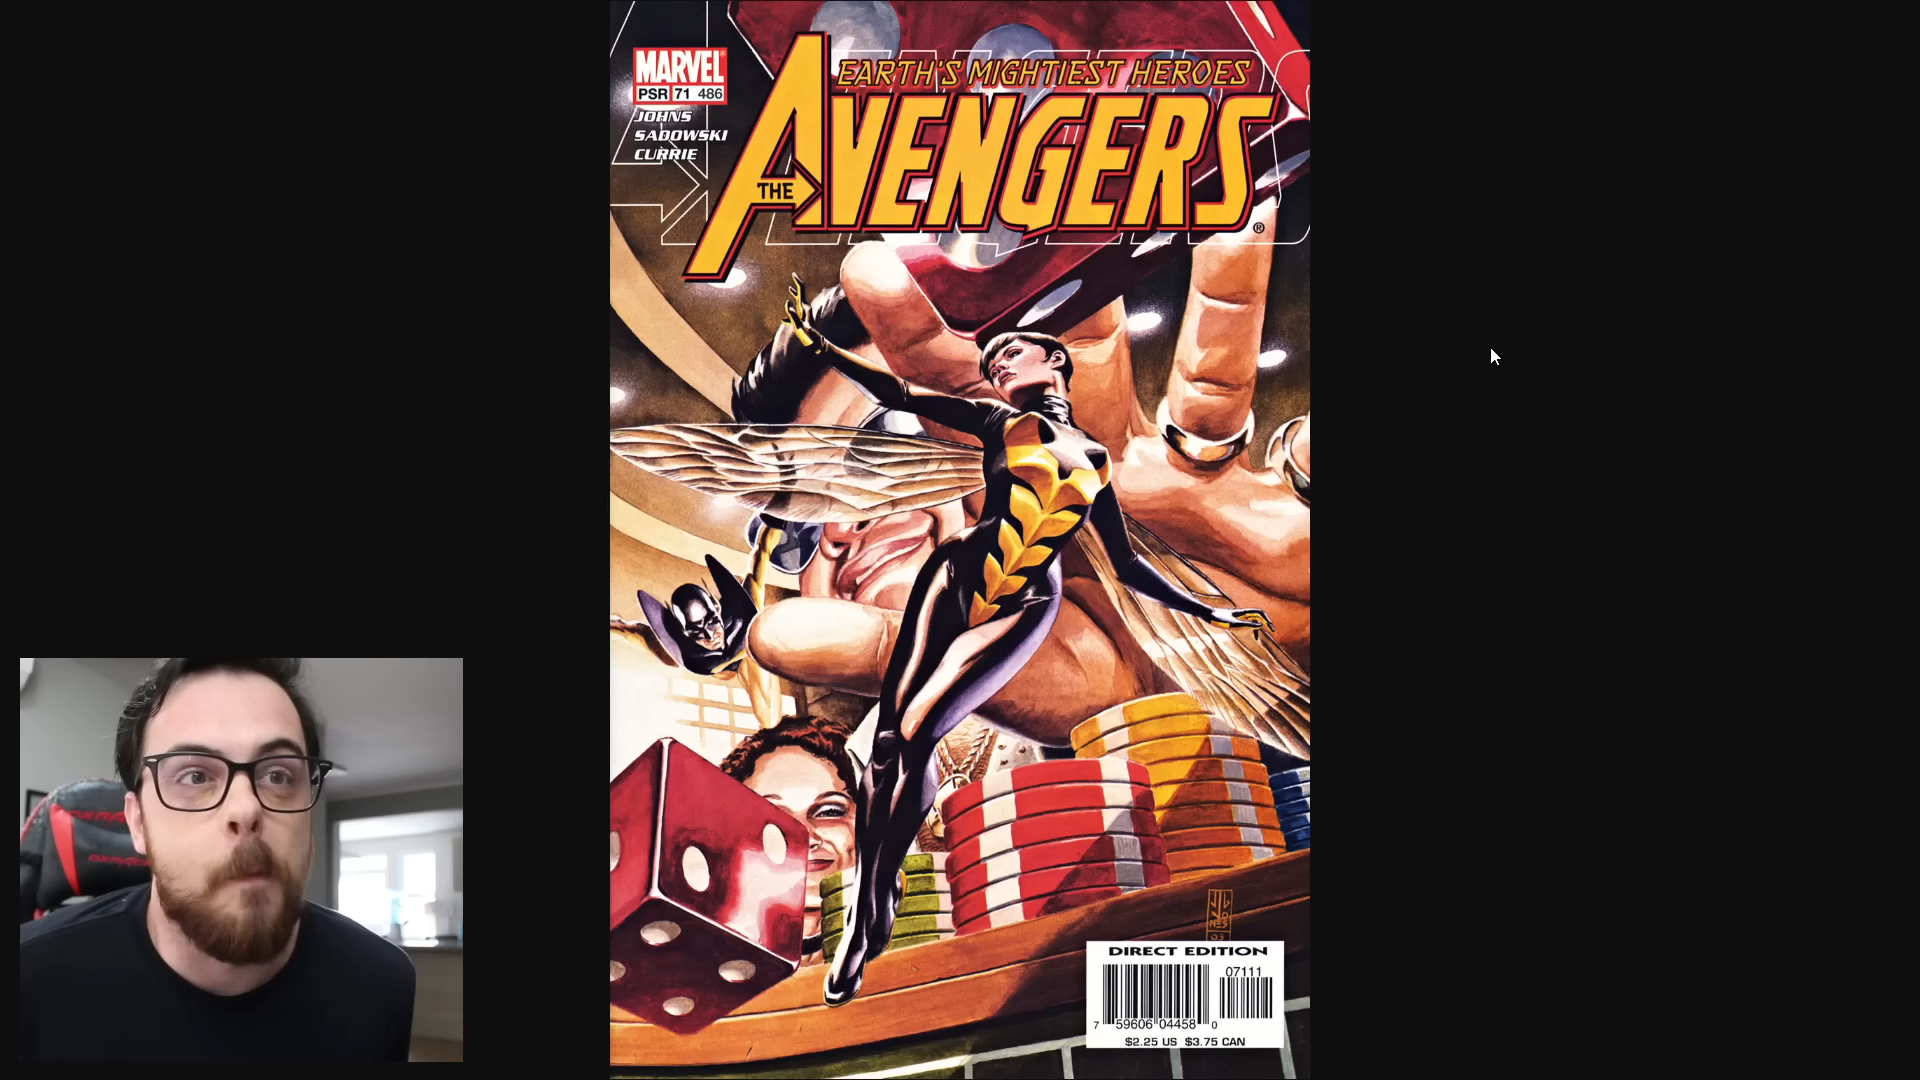 MARVEL
PSR 71 486
JOHNS
SADOWSKI
CURRIE
EARTH'S MIGHTIEST HEROES
THE AVENGERS
®
DIRECT EDITION
07111
7 59606 04458 0
$2.25 US $3.75 CAN